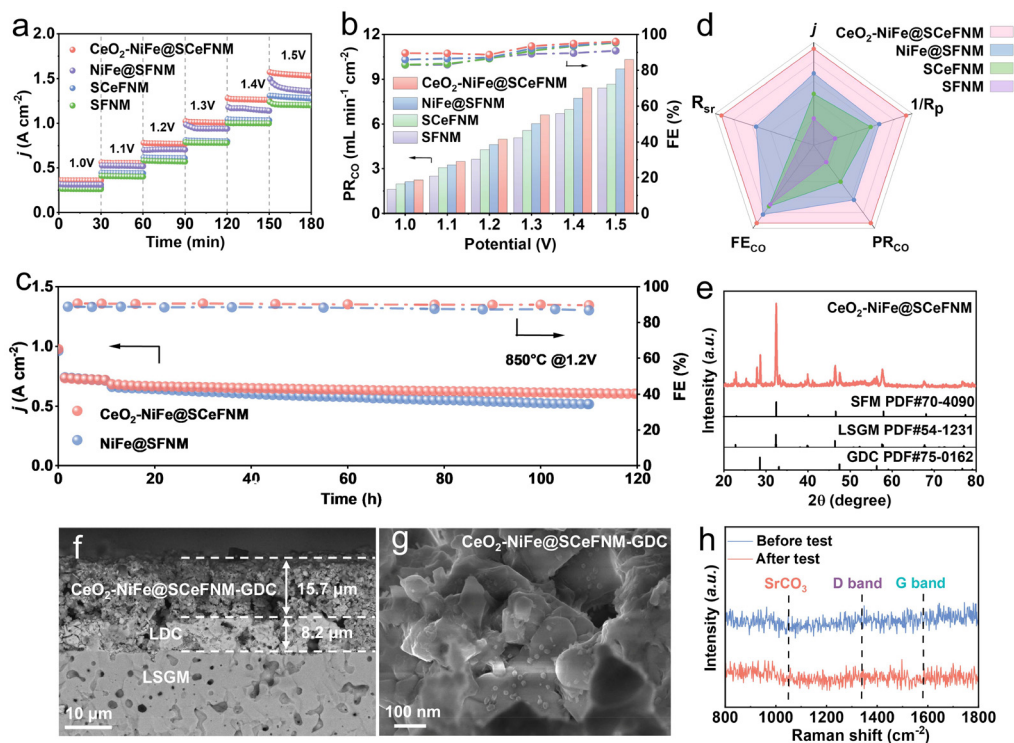 a
j (A cm-2)
2.0
1.5
1.0
0.5
0.0
CeO2-NiFe@SCeFNM
NiFe@SFNM
SCeFNM
SFNM
1.0V
1.1V
1.2V
1.3V
1.4V
1.5V
0 30 60 90 120 150 180
Time (min)
b
PRCO (mL min-1 cm-2)
15
12
9
6
3
0
CeO2-NiFe@SCeFNM
NiFe@SFNM
SCeFNM
SFNM
100
80
60
40
20
0
FE (%)
1.0 1.1 1.2 1.3 1.4 1.5
Potential (V)
d
CeO2-NiFe@SCeFNM
NiFe@SFNM
SCeFNM
SFNM
j
Rsr
1/Rp
FECO
PRCO
c
j (A cm-2)
1.5
1.0
0.5
0.0
850°C @1.2V
CeO2-NiFe@SCeFNM
NiFe@SFNM
100
80
60
40
20
0
FE (%)
0 20 40 60 80 100 120
Time (h)
e
Intensity (a.u.)
CeO2-NiFe@SCeFNM
SFM PDF#70-4090
LSGM PDF#54-1231
GDC PDF#75-0162
20 30 40 50 60 70 80
2θ (degree)
f
CeO2-NiFe@SCeFNM-GDC
15.7 μm
LDC
8.2 μm
LSGM
10 μm
g
CeO2-NiFe@SCeFNM-GDC
100 nm
h
Intensity (a.u.)
Before test
After test
SrCO3
D band
G band
800 1000 1200 1400 1600 1800
Raman shift (cm-2)